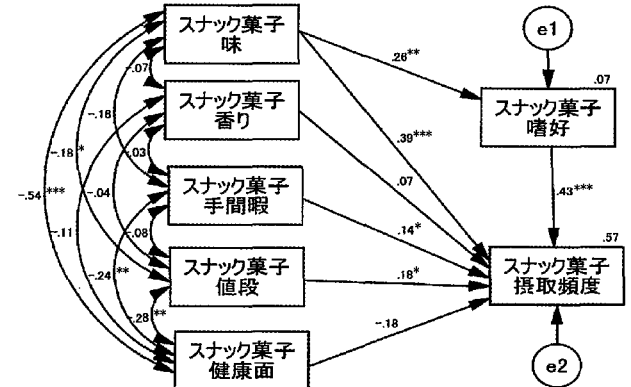 スナック菓子
味
e1
-.07
.26**
.07
スナック菓子
嗜好
スナック菓子
香り
-.16
.39***
-.18*
-.03
.07
-.54***
-.04
スナック菓子
手間暇
.14*
.43***
-.11
-.08
.57
スナック菓子
摂取頻度
-.24**
スナック菓子
値段
.16*
-.28**
-.18
スナック菓子
健康面
e2